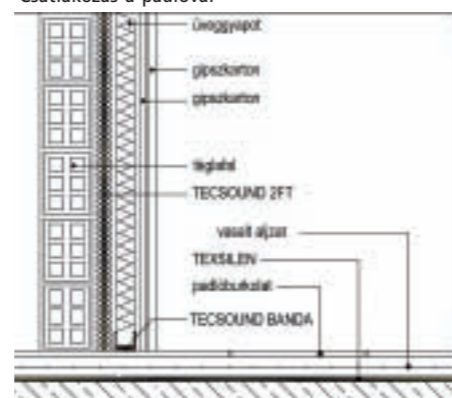 Csatlakozás a padlóval
üveggyapot
gipszkarton
gipszkarton
téglafal
TECSOUND 2FT
vasalt aljzat
TEXSILEN
padlóburkolat
TECSOUND BANDA